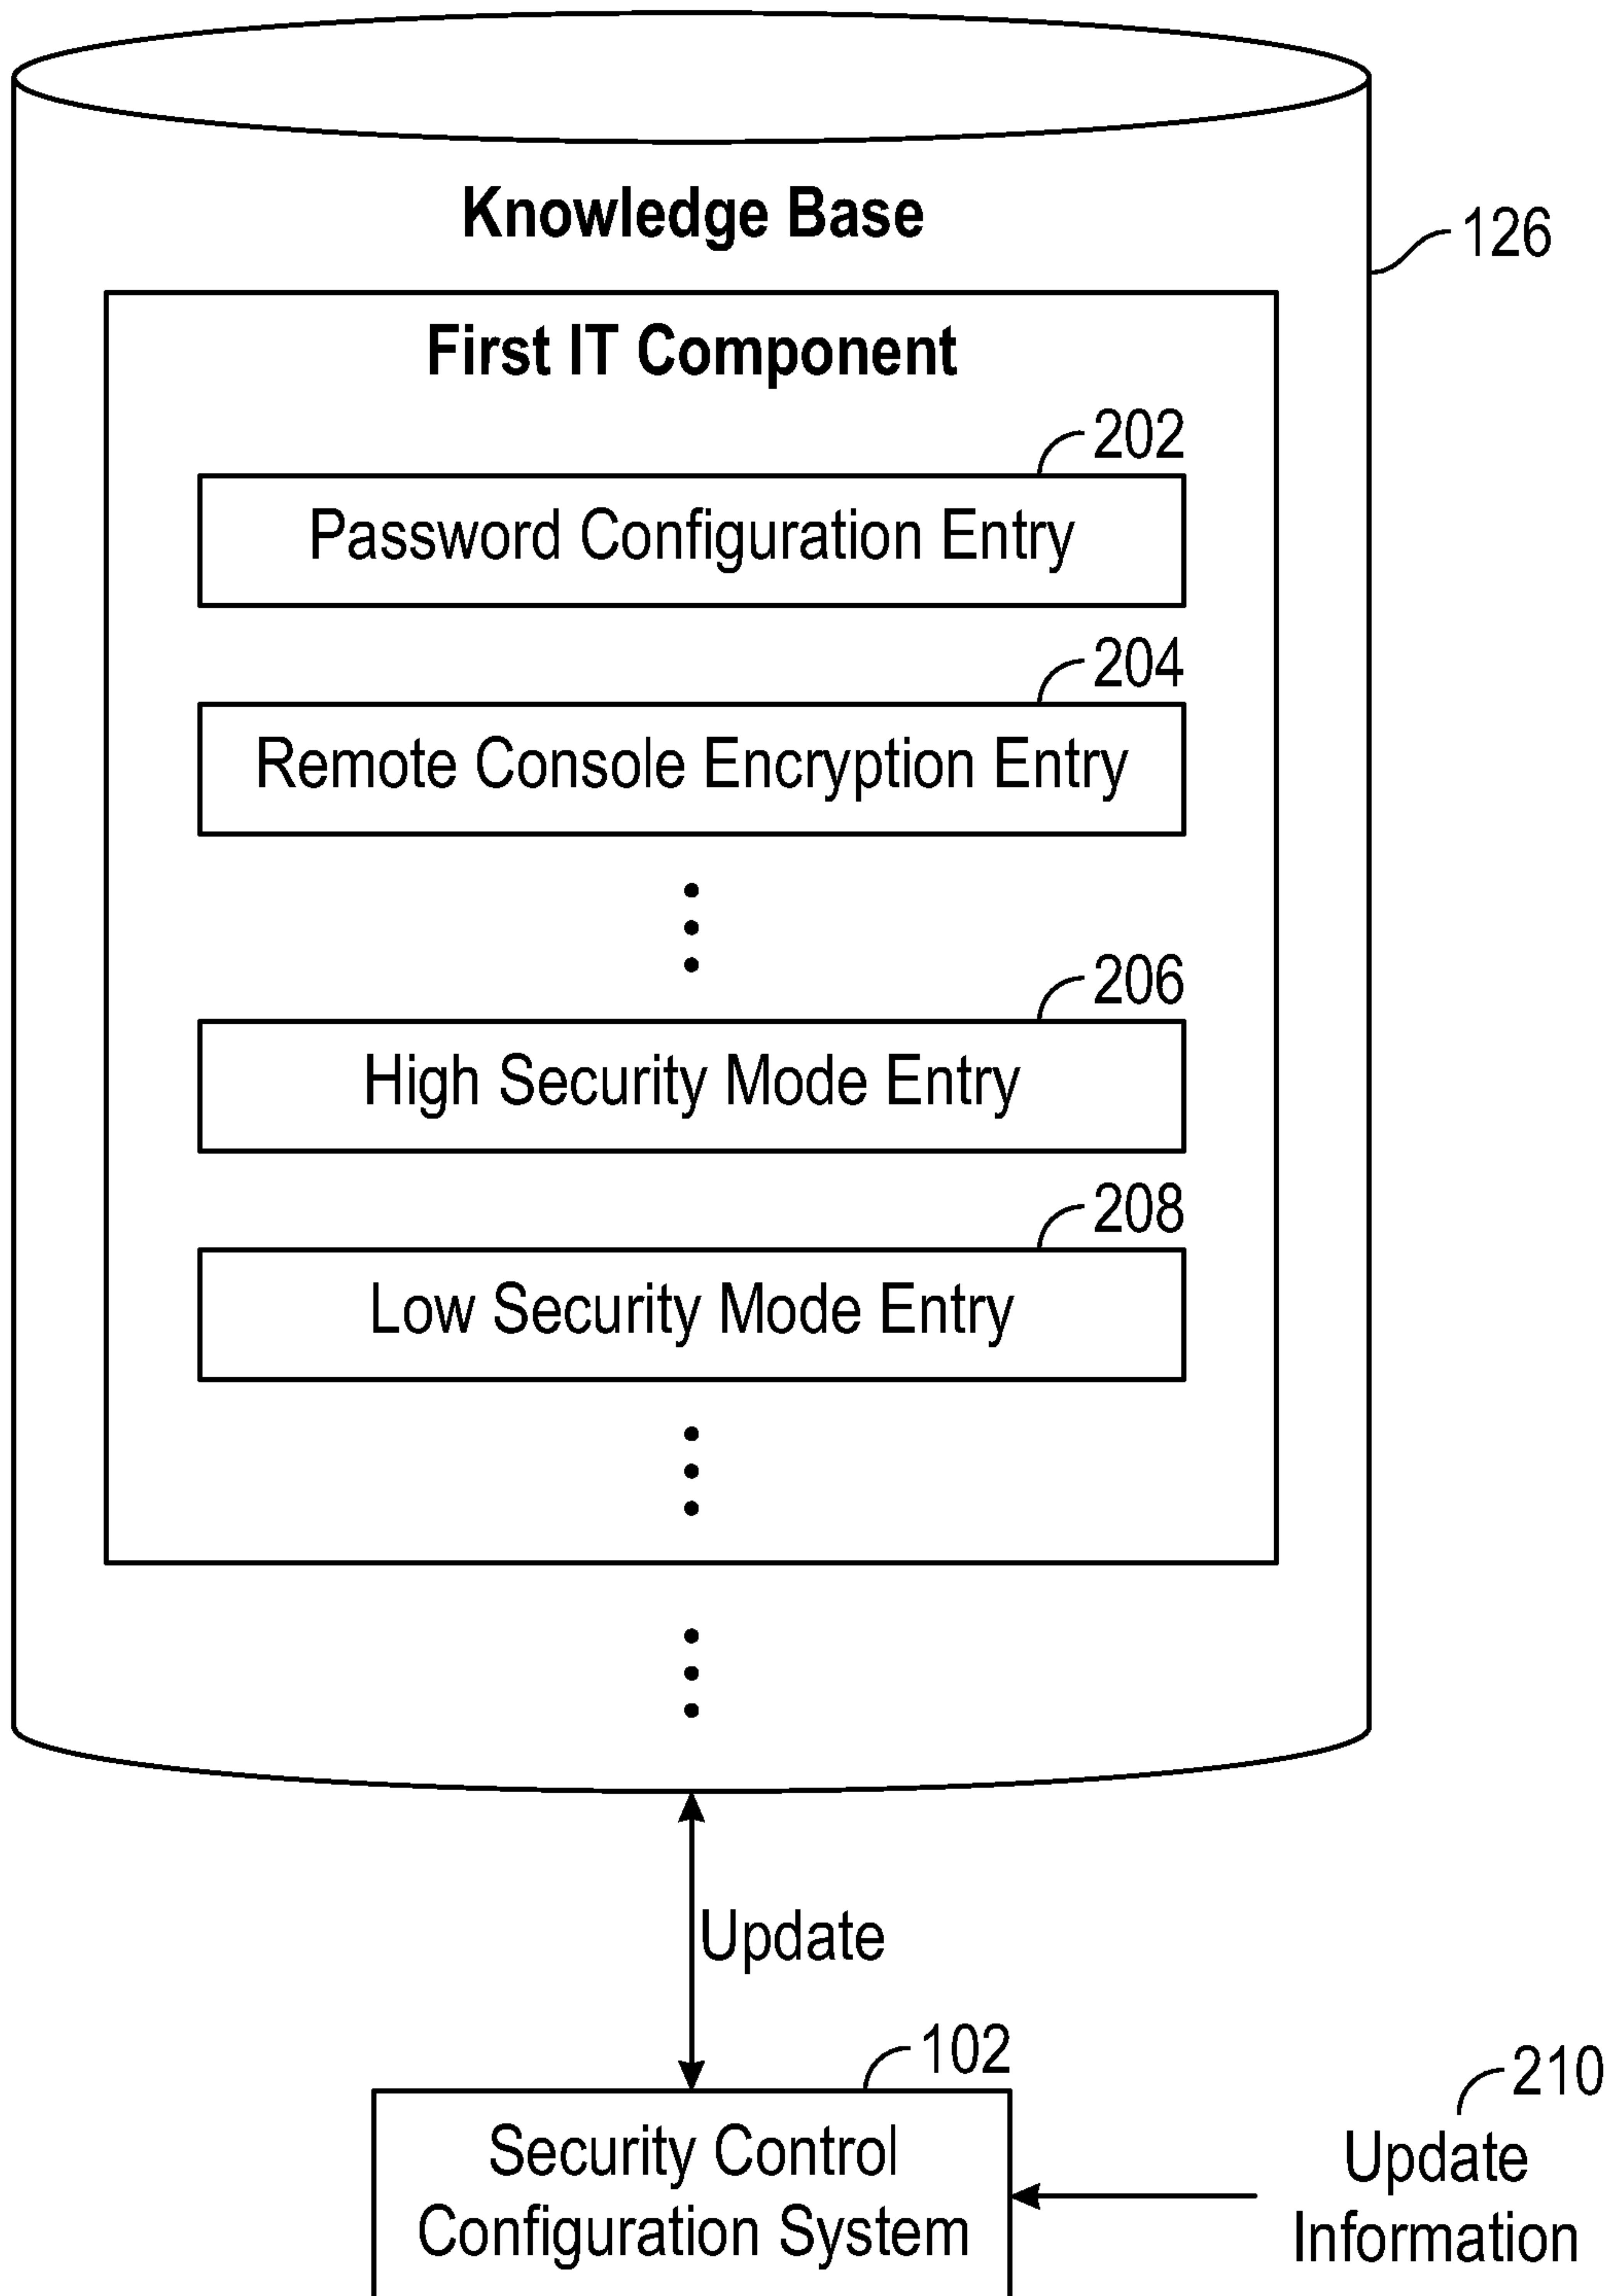 Knowledge Base
126
First IT Component
202
Password Configuration Entry
204
Remote Console Encryption Entry
206
High Security Mode Entry
208
Low Security Mode Entry
Update
102
Security Control
Configuration System
210
Update
Information